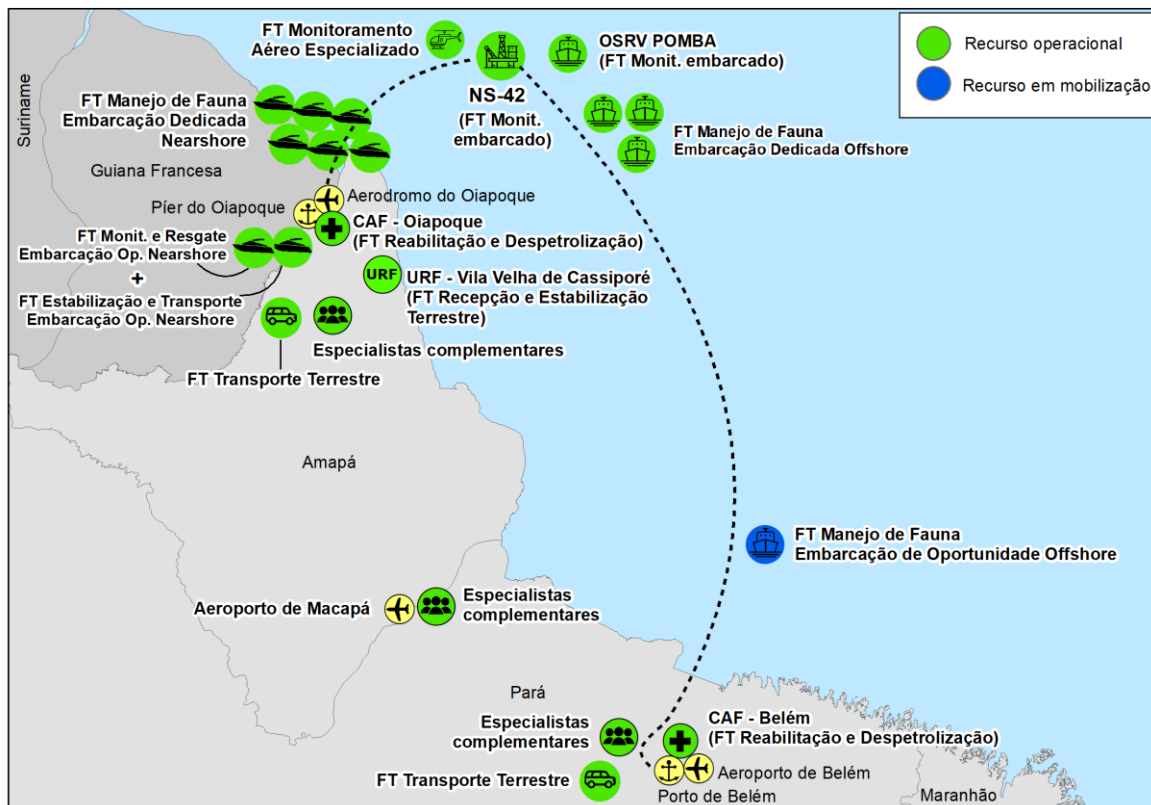 FT Monitoramento
Aéreo Especializado
OSRV POMBA
(FT Monit. embarcado)
Recurso operacional
Recurso em mobilização
Suriname
FT Manejo de Fauna
Embarcação Dedicada
Nearshore
NS-42
(FT Monit.
embarcado)
FT Manejo de Fauna
Embarcação Dedicada Offshore
Guiana Francesa
Aerodromo do Oiapoque
Píer do Oiapoque
CAF - Oiapoque
(FT Reabilitação e Despetrolização)
FT Monit. e Resgate
Embarcação Op. Nearshore
+
FT Estabilização e Transporte
Embarcação Op. Nearshore
URF
URF - Vila Velha de Cassiporé
(FT Recepção e Estabilização
Terrestre)
Especialistas complementares
FT Transporte Terrestre
Amapá
FT Manejo de Fauna
Embarcação de Oportunidade Offshore
Aeroporto de Macapá
Especialistas
complementares
Pará
Especialistas
complementares
CAF - Belém
(FT Reabilitação e Despetrolização)
FT Transporte Terrestre
Aeroporto de Belém
Porto de Belém
Maranhão